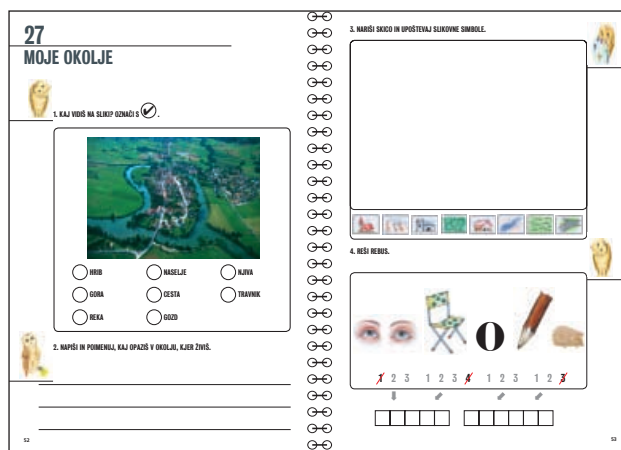 27
MOJE OKOLJE
1. KAJ VIDIŠ NA SLIKI? OZNAČI S ✓.
HRIB
NASELJE
NJIVA
GORA
CESTA
TRAVNIK
REKA
GOZD
2. NAPIŠI IN POIMENUJ, KAJ OPAZIŠ V OKOLJU, KJER ŽIVIŠ.
52
3. NARIŠI SKICO IN UPOŠTEVAJ SLIKOVNE SIMBOLE.
4. REŠI REBUS.
O
1 2 3 1 2 3 4 1 2 3 1 2 3
53